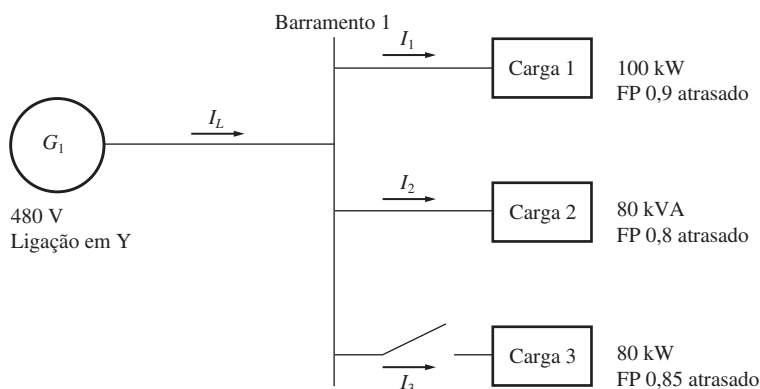 Barramento 1
I₁
Carga 1
100 kW
FP 0,9 atrasado
G₁
I_L
480 V
Ligação em Y
I₂
Carga 2
80 kVA
FP 0,8 atrasado
I₃
Carga 3
80 kW
FP 0,85 atrasado